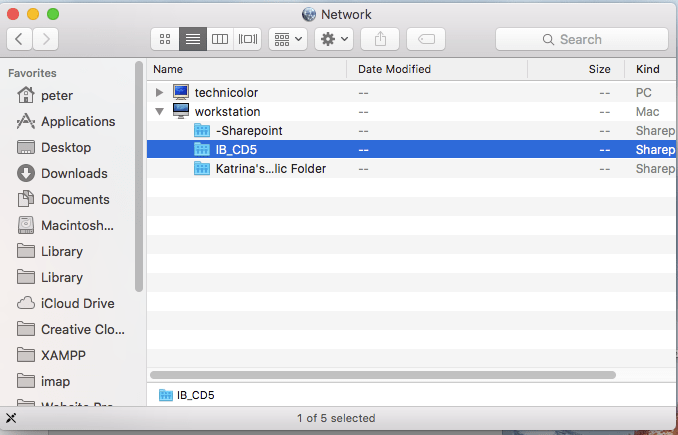 Network
Search
Favorites
peter
Applications
Desktop
Downloads
Documents
Macintosh...
Library
Library
iCloud Drive
Creative Clo...
XAMPP
imap
Name Date Modified Size Kind
technicolor -- -- PC
workstation -- -- Mac
-Sharepoint -- -- Sharep
IB_CD5 -- -- Sharep
Katrina's...lic Folder -- -- Sharep
IB_CD5
1 of 5 selected